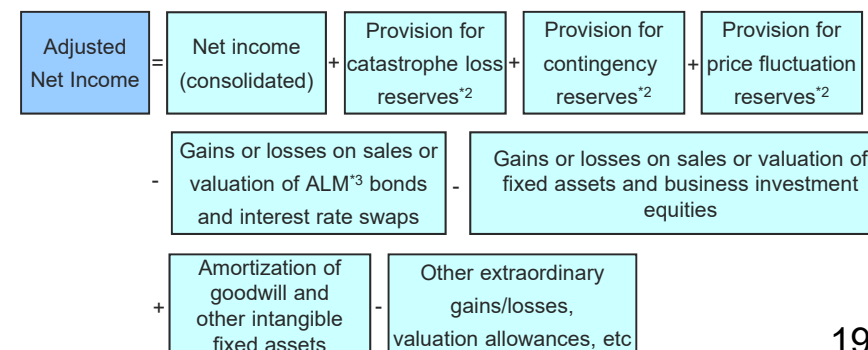 Adjusted
Net Income
=
Net income
(consolidated)
+
Provision for
catastrophe loss
reserves*2
+
Provision for
contingency
reserves*2
+
Provision for
price fluctuation
reserves*2
-
Gains or losses on sales or
valuation of ALM*3 bonds
and interest rate swaps
-
Gains or losses on sales or valuation of
fixed assets and business investment
equities
+
Amortization of
goodwill and
other intangible
fixed assets
-
Other extraordinary
gains/losses,
valuation allowances, etc
19